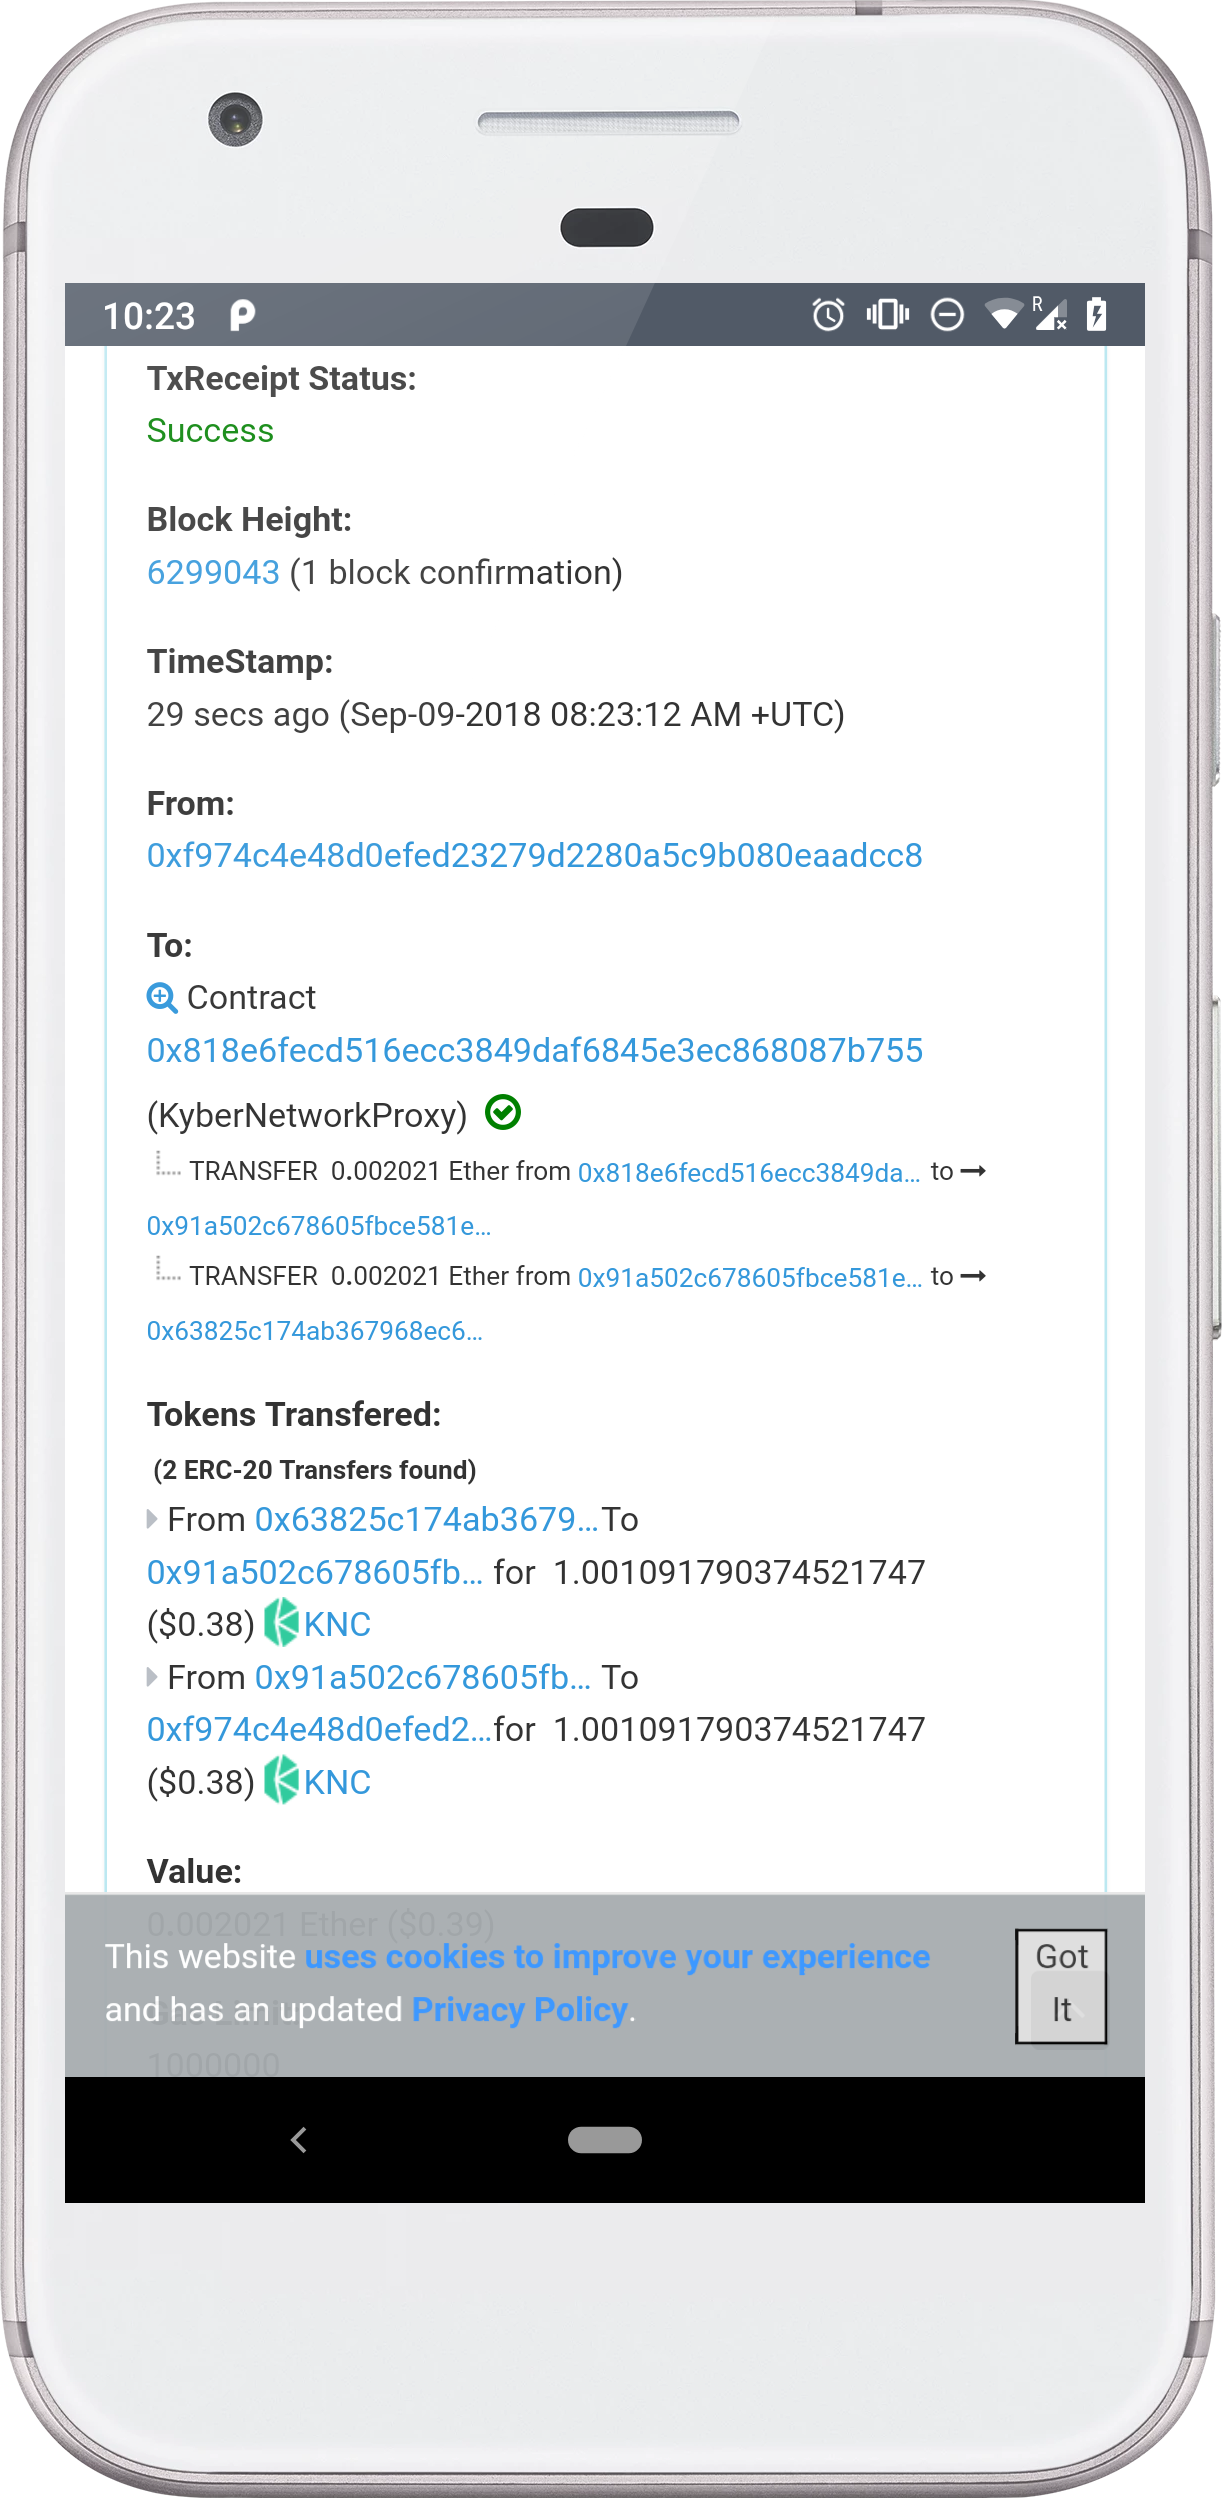 10:23
R
TxReceipt Status:
Success
Block Height:
6299043 (1 block confirmation)
TimeStamp:
29 secs ago (Sep-09-2018 08:23:12 AM +UTC)
From:
0xf974c4e48d0efed23279d2280a5c9b080eaadcc8
To:
Contract
0x818e6fecd516ecc3849daf6845e3ec868087b755
(KyberNetworkProxy)
TRANSFER 0.002021 Ether from 0x818e6fecd516ecc3849da... to
0x91a502c678605fbce581e...
TRANSFER 0.002021 Ether from 0x91a502c678605fbce581e... to
0x63825c174ab367968ec6...
Tokens Transfered:
(2 ERC-20 Transfers found)
From 0x63825c174ab3679...To
0x91a502c678605fb... for 1.001091790374521747
($0.38) KNC
From 0x91a502c678605fb... To
0xf974c4e48d0efed2...for 1.001091790374521747
($0.38) KNC
Value:
0.002021 Ether ($0.39)
This website uses cookies to improve your experience
and has an updated Privacy Policy.
Got
It
1000000